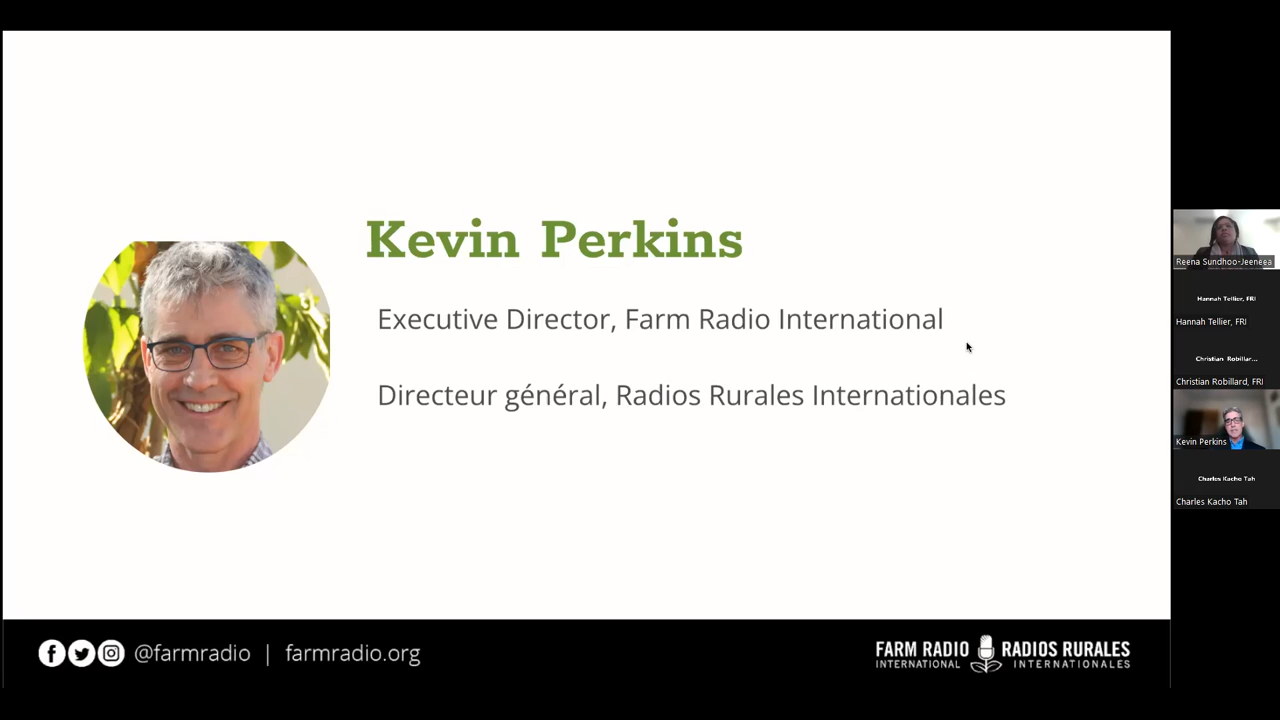 Kevin Perkins
Executive Director, Farm Radio International
Directeur général, Radios Rurales Internationales
@farmradio | farmradio.org
FARM RADIO INTERNATIONAL
RADIOS RURALES INTERNATIONALES
Reena Sundhoo-Jeeneea
Hannah Tellier, FRI
Hannah Tellier, FRI
Christian Robillar...
Christian Robillard, FRI
Kevin Perkins
Charles Kacho Tah
Charles Kacho Tah